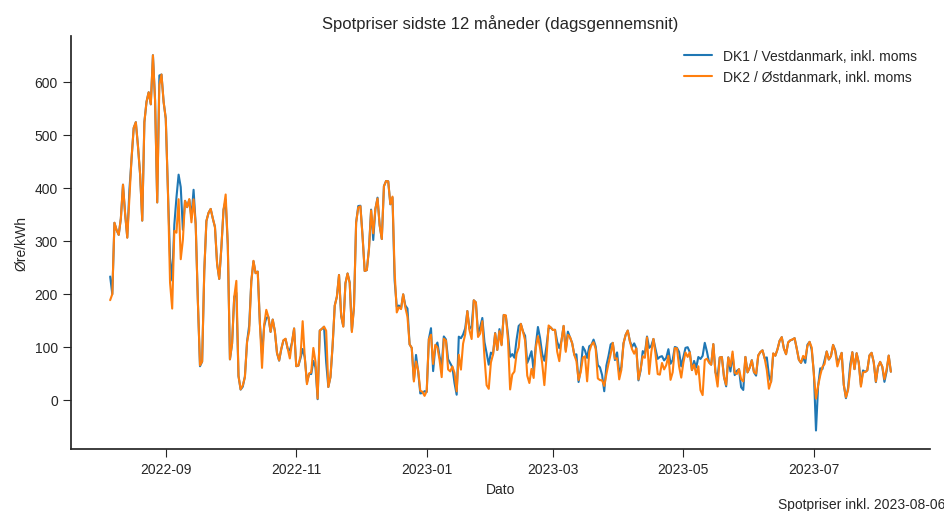 Spotpriser sidste 12 måneder (dagsgennemsnit)
DK1 / Vestdanmark, inkl. moms
DK2 / Østdanmark, inkl. moms
Øre/kWh
600
500
400
300
200
100
0
2022-09 2022-11 2023-01 2023-03 2023-05 2023-07
Dato
Spotpriser inkl. 2023-08-06